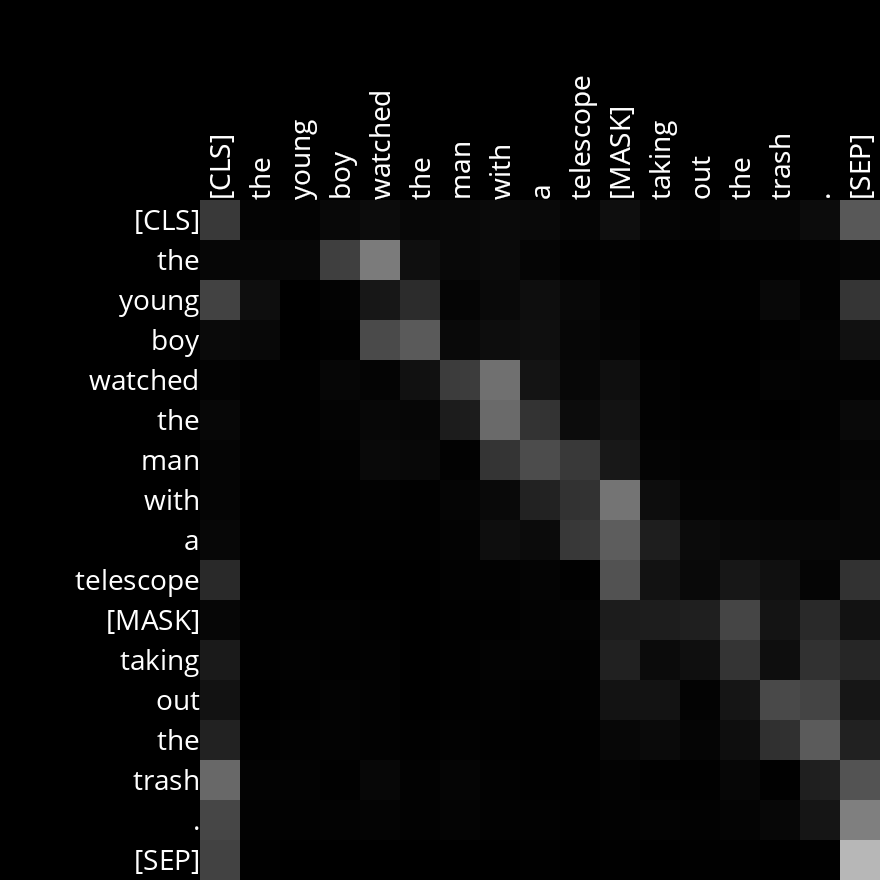 [CLS] the young boy watched the man with a telescope [MASK] taking out the trash . [SEP]
[CLS]
the
young
boy
watched
the
man
with
a
telescope
[MASK]
taking
out
the
trash
.
[SEP]